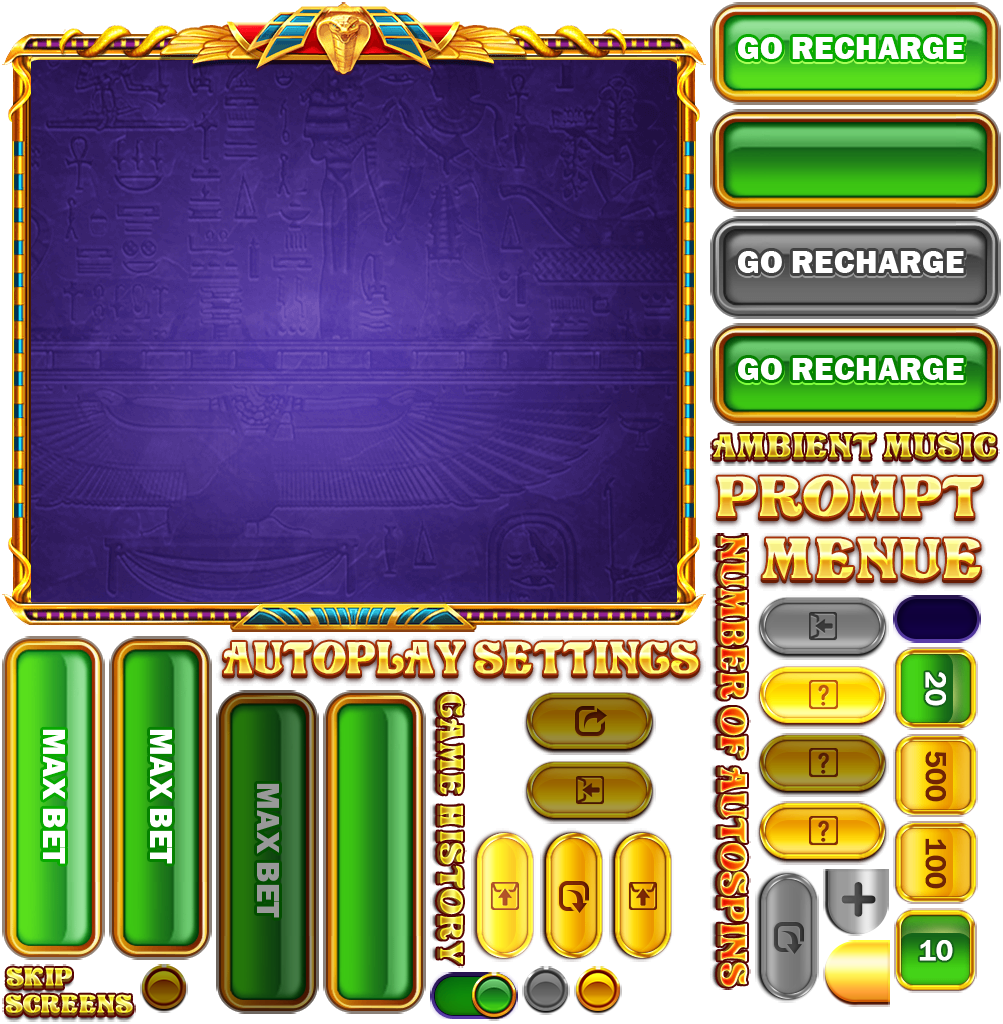 GO RECHARGE
GO RECHARGE
GO RECHARGE
AMBIENT MUSIC
PROMPT
MENUE
NUMBER OF AUTOSPINS
AUTOPLAY SETTINGS
GAME HISTORY
MAX BET
MAX BET
MAX BET
?
?
?
20
500
100
10
SKIP
SCREENS